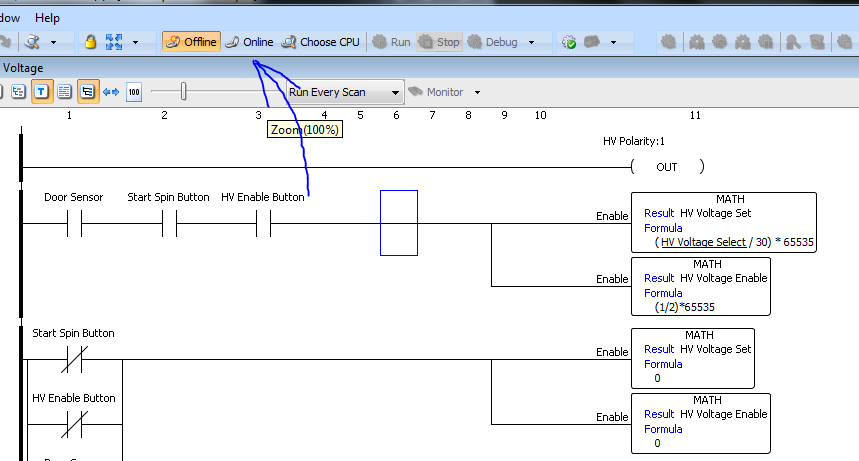 dow Help
Offline Online Choose CPU Run Stop Debug
Voltage
T 100 Run Every Scan Monitor
1 2 3 4 5 6 7 8 9 10 11
Zoom(100%)
HV Polarity:1
OUT
Door Sensor Start Spin Button HV Enable Button
MATH
Enable Result HV Voltage Set
Formula
( HV Voltage Select / 30) * 65535
MATH
Enable Result HV Voltage Enable
Formula
(1/2)*65535
Start Spin Button
MATH
Enable Result HV Voltage Set
Formula
0
HV Enable Button
MATH
Enable Result HV Voltage Enable
Formula
0